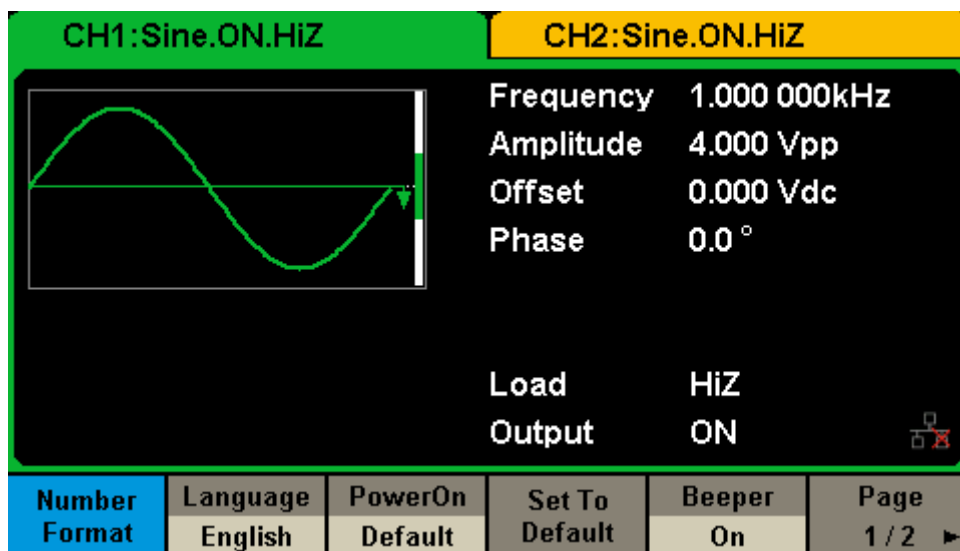 CH1:Sine.ON.HiZ
CH2:Sine.ON.HiZ
Frequency 1.000 000kHz
Amplitude 4.000 Vpp
Offset 0.000 Vdc
Phase 0.0 °
Load HiZ
Output ON
Number Format
Language English
PowerOn Default
Set To Default
Beeper On
Page 1/2 ►